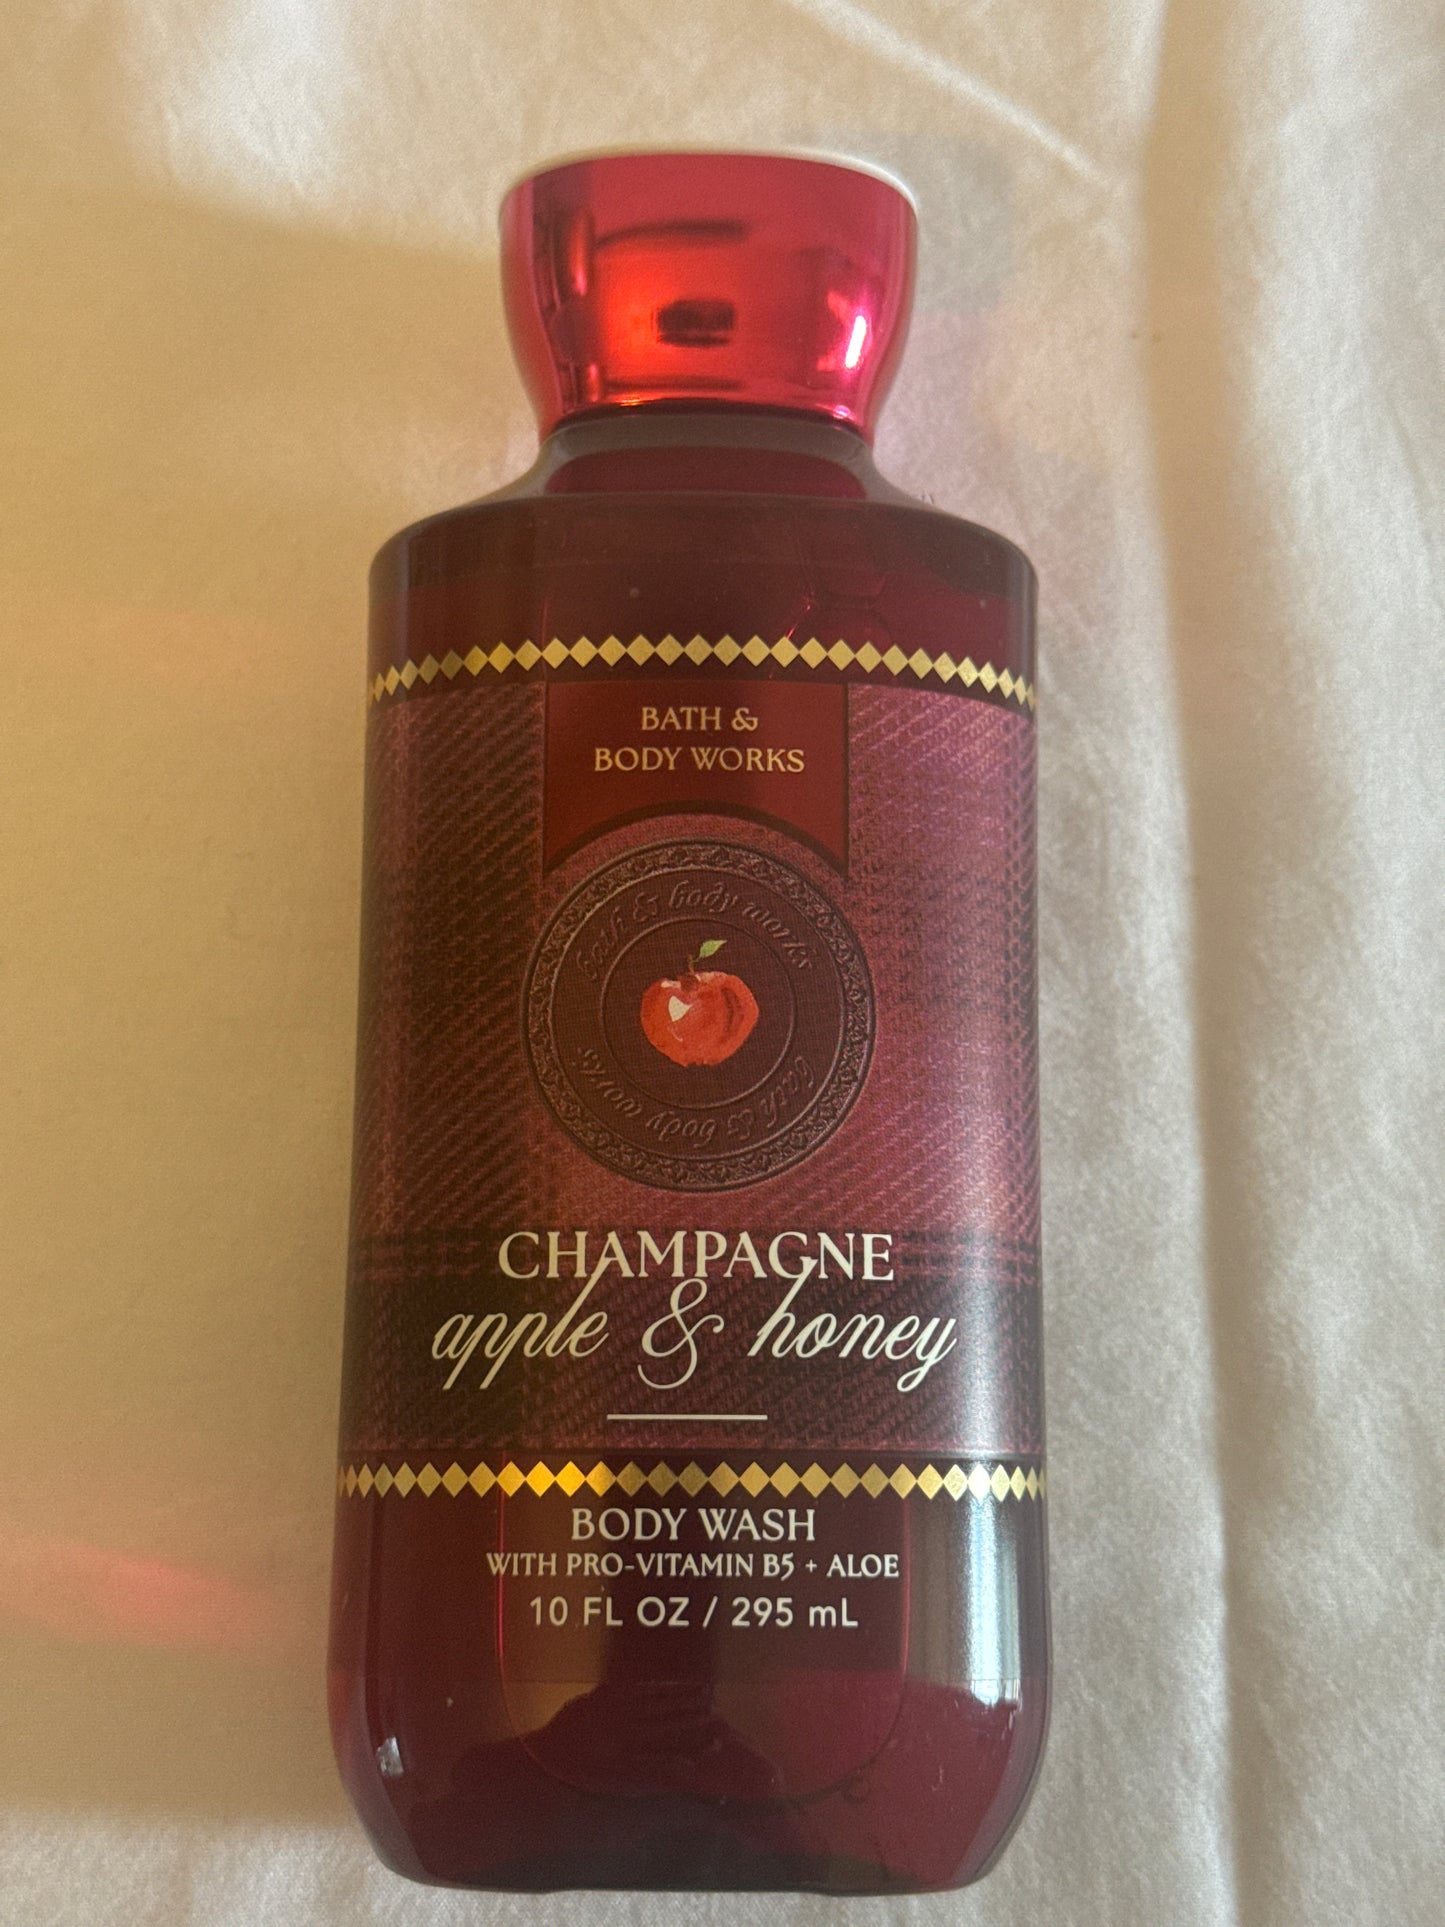 BATH &
BODY WORKS
bath & body works
bath & body works
CHAMPAGNE
apple & honey
BODY WASH
WITH PRO-VITAMIN B5 + ALOE
10 FL OZ / 295 mL